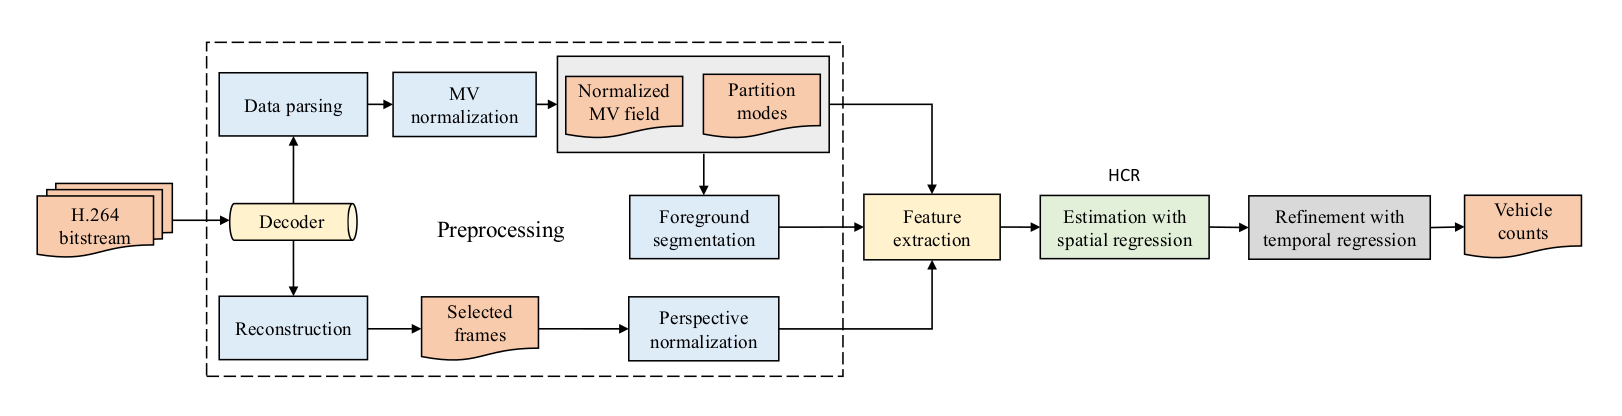 H.264
bitstream
Decoder
Data parsing
MV
normalization
Normalized
MV field
Partition
modes
Preprocessing
Foreground
segmentation
Reconstruction
Selected
frames
Perspective
normalization
Feature
extraction
HCR
Estimation with
spatial regression
Refinement with
temporal regression
Vehicle
counts